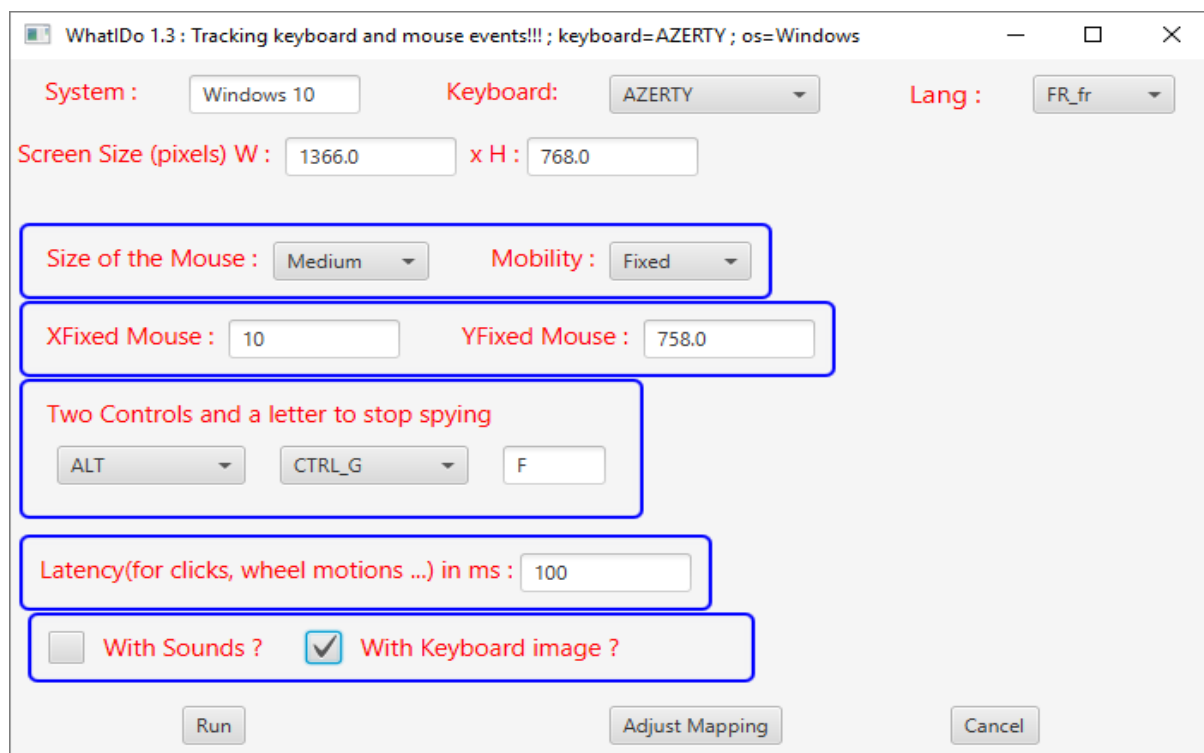 WhatIDo 1.3 : Tracking keyboard and mouse events!!! ; keyboard=AZERTY ; os=Windows
System : Windows 10 Keyboard: AZERTY Lang : FR_fr
Screen Size (pixels) W : 1366.0 x H : 768.0
Size of the Mouse : Medium Mobility : Fixed
XFixed Mouse : 10 YFixed Mouse : 758.0
Two Controls and a letter to stop spying
ALT CTRL_G F
Latency(for clicks, wheel motions ...) in ms : 100
With Sounds ? With Keyboard image ?
Run Adjust Mapping Cancel